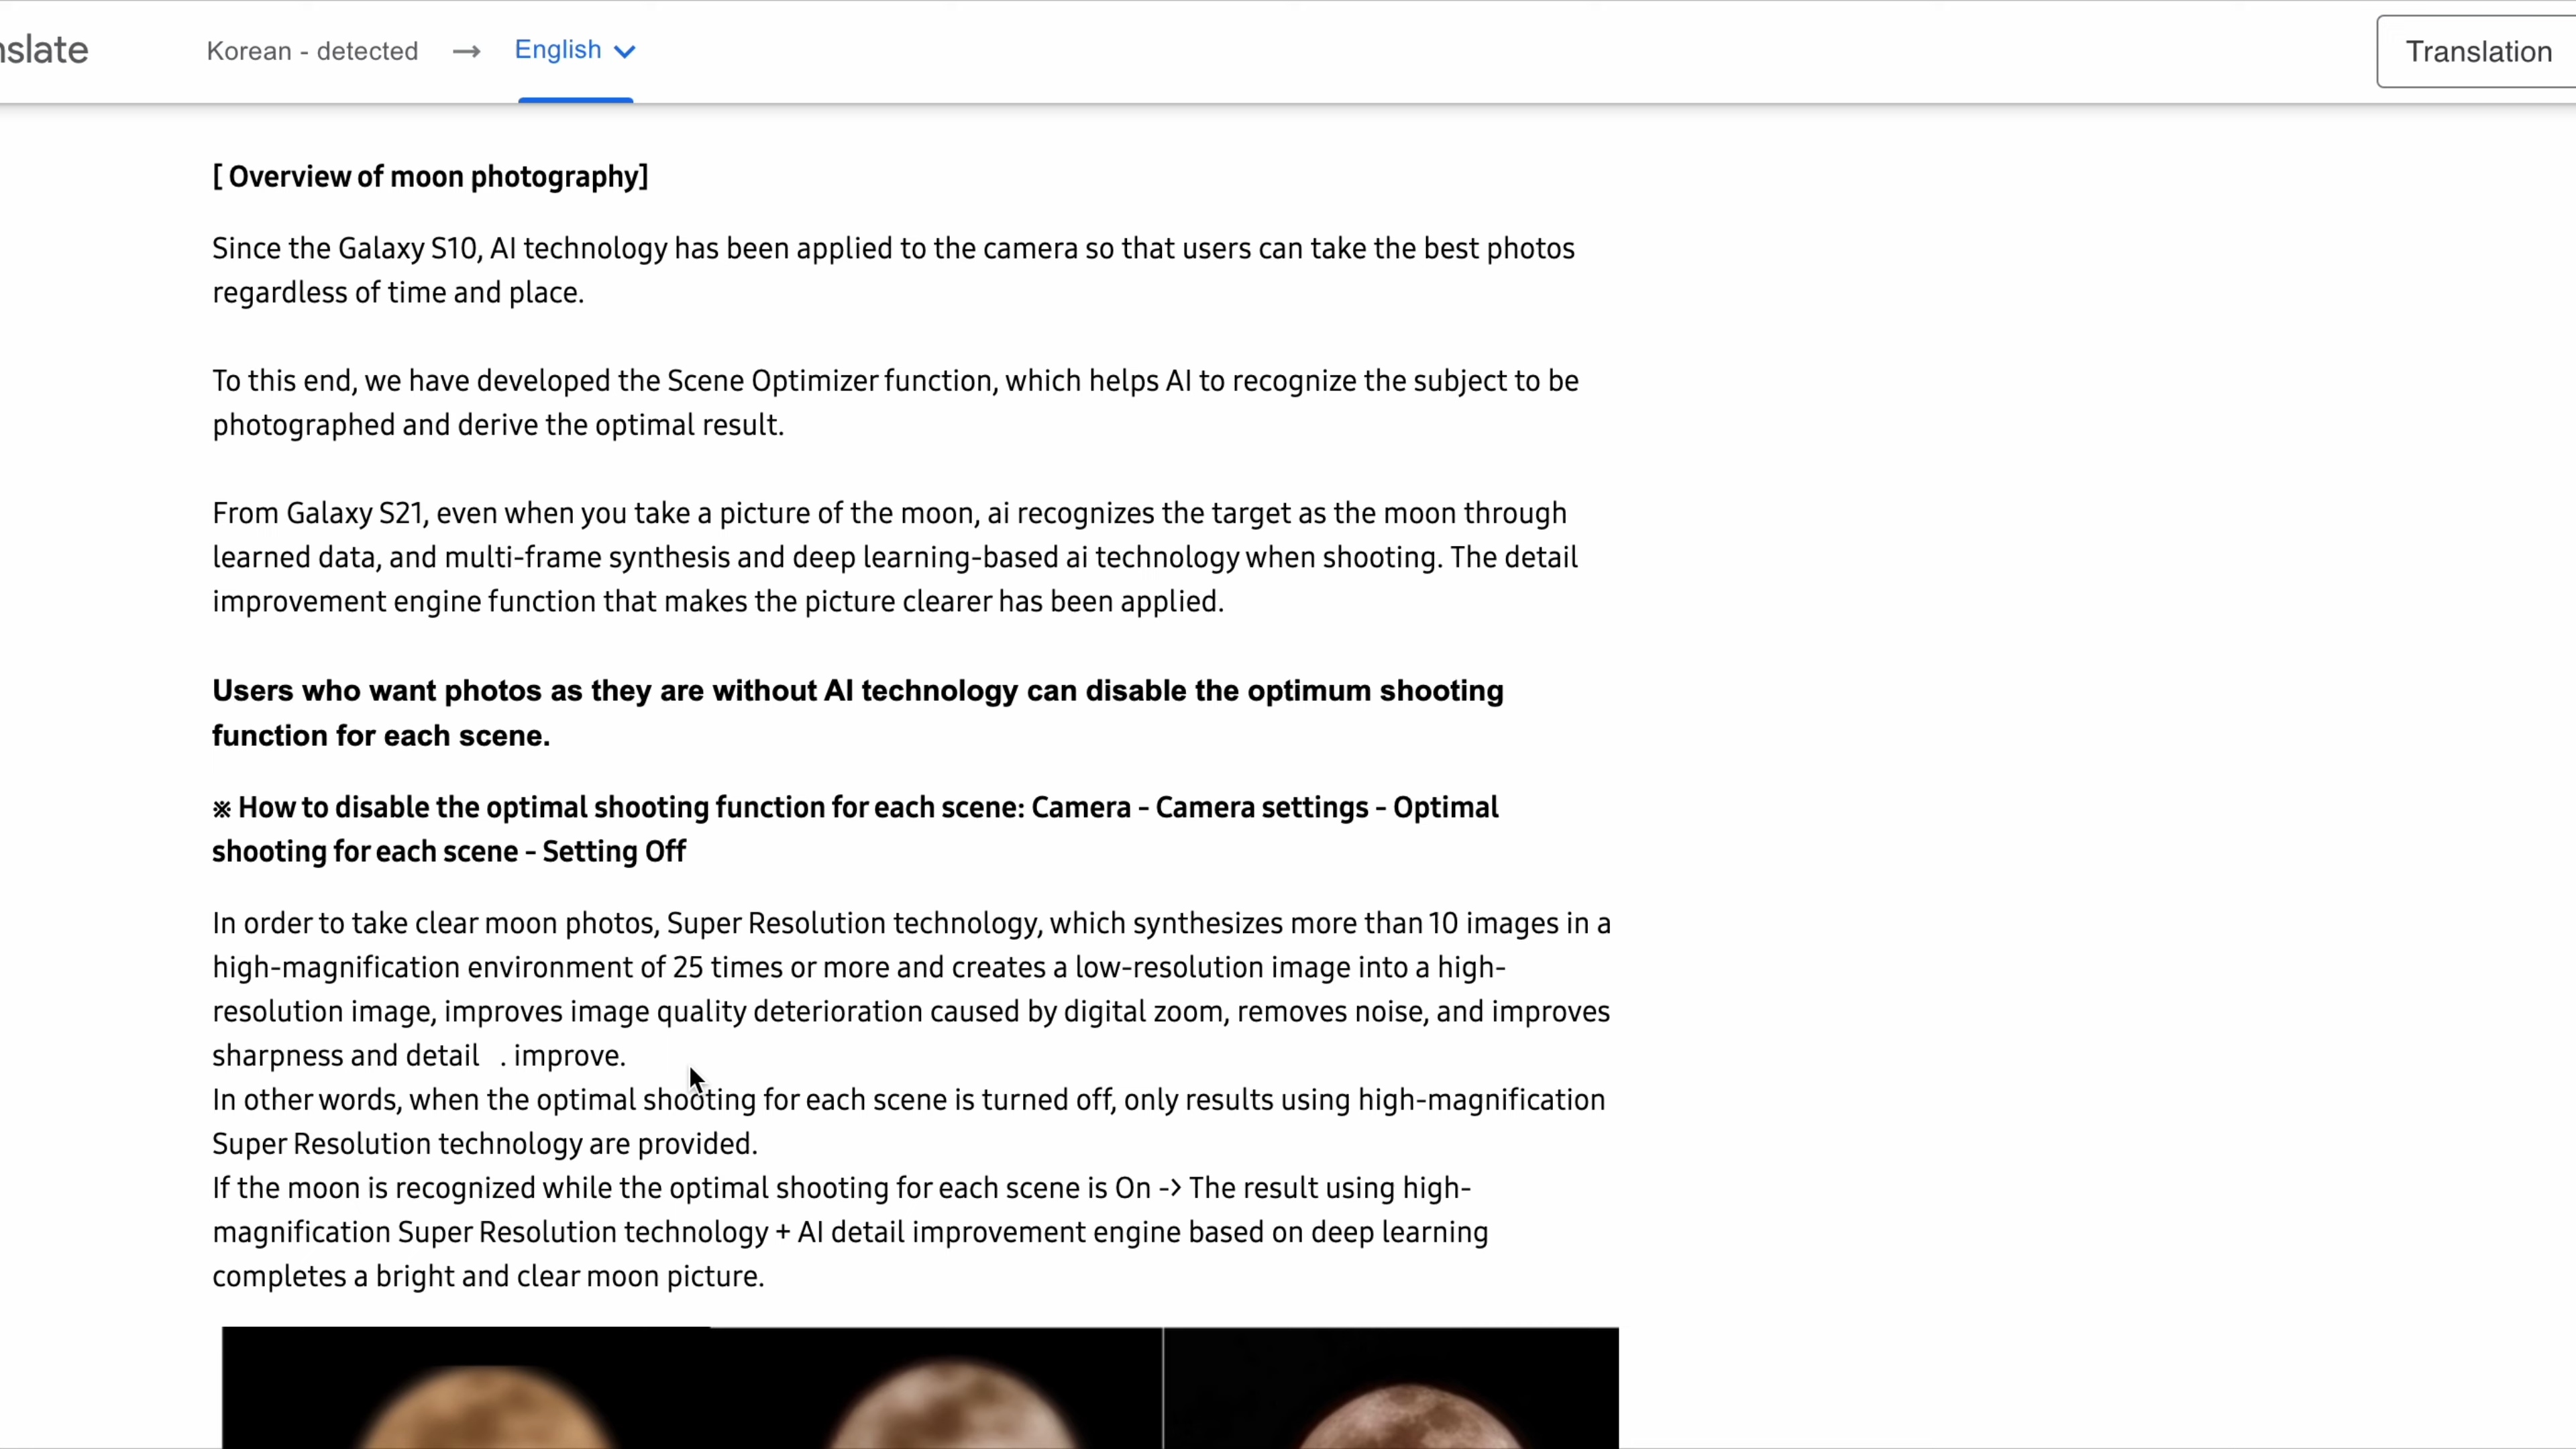 nslate
Korean - detected → English
Translation
[ Overview of moon photography]
Since the Galaxy S10, AI technology has been applied to the camera so that users can take the best photos
regardless of time and place.
To this end, we have developed the Scene Optimizer function, which helps AI to recognize the subject to be
photographed and derive the optimal result.
From Galaxy S21, even when you take a picture of the moon, ai recognizes the target as the moon through
learned data, and multi-frame synthesis and deep learning-based ai technology when shooting. The detail
improvement engine function that makes the picture clearer has been applied.
Users who want photos as they are without AI technology can disable the optimum shooting
function for each scene.
※ How to disable the optimal shooting function for each scene: Camera - Camera settings - Optimal
shooting for each scene - Setting Off
In order to take clear moon photos, Super Resolution technology, which synthesizes more than 10 images in a
high-magnification environment of 25 times or more and creates a low-resolution image into a high-
resolution image, improves image quality deterioration caused by digital zoom, removes noise, and improves
sharpness and detail . improve.
In other words, when the optimal shooting for each scene is turned off, only results using high-magnification
Super Resolution technology are provided.
If the moon is recognized while the optimal shooting for each scene is On -> The result using high-
magnification Super Resolution technology + AI detail improvement engine based on deep learning
completes a bright and clear moon picture.